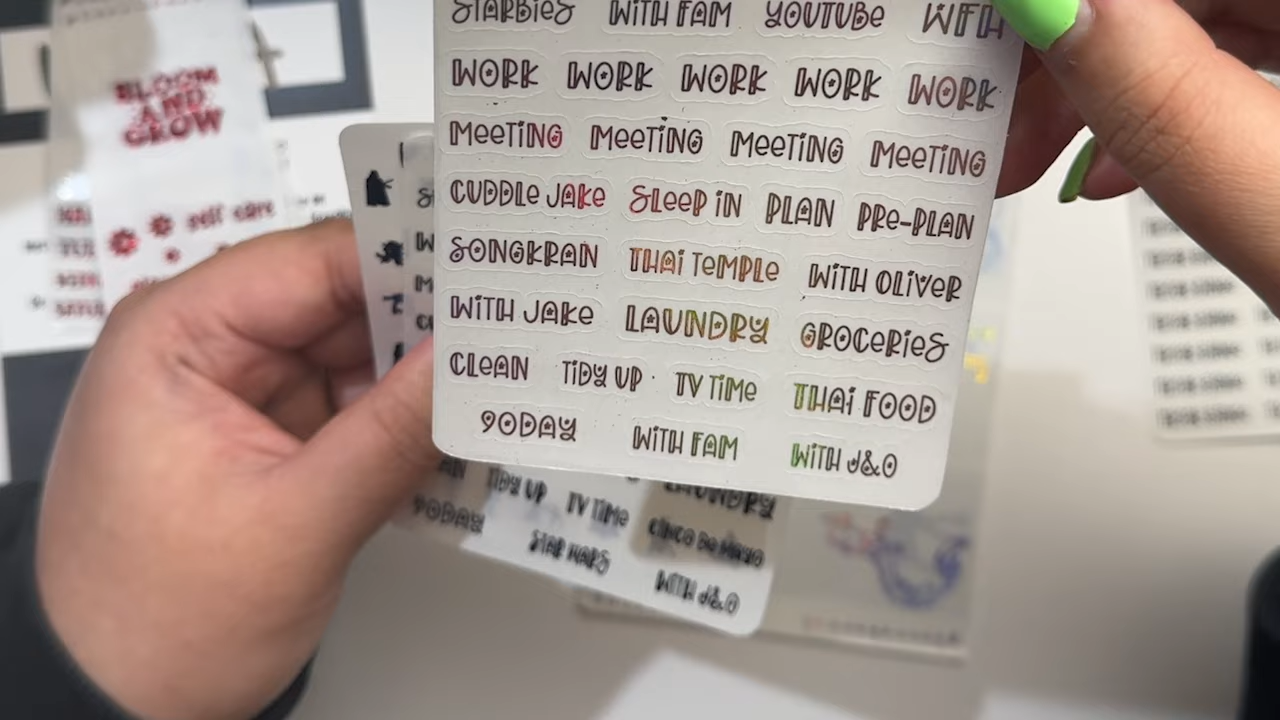 STARBIES WITH FAM YOUTUBE WFH
WORK WORK WORK WORK WORK
MEETING MEETING MEETING MEETING
CUDDLE JAKE SLEEP IN PLAN PRE-PLAN
SONGKRAN THAI TEMPLE WITH OLIVER
WITH JAKE LAUNDRY GROCERIES
CLEAN TIDY UP TV TIME THAI FOOD
90DAY WITH FAM WITH J&O
BLOOM
AND
GROW
self care
TIDY UP TV TIME LAUNDRY
90DAY STAR WARS CINCO DE MAYO
WITH J&O